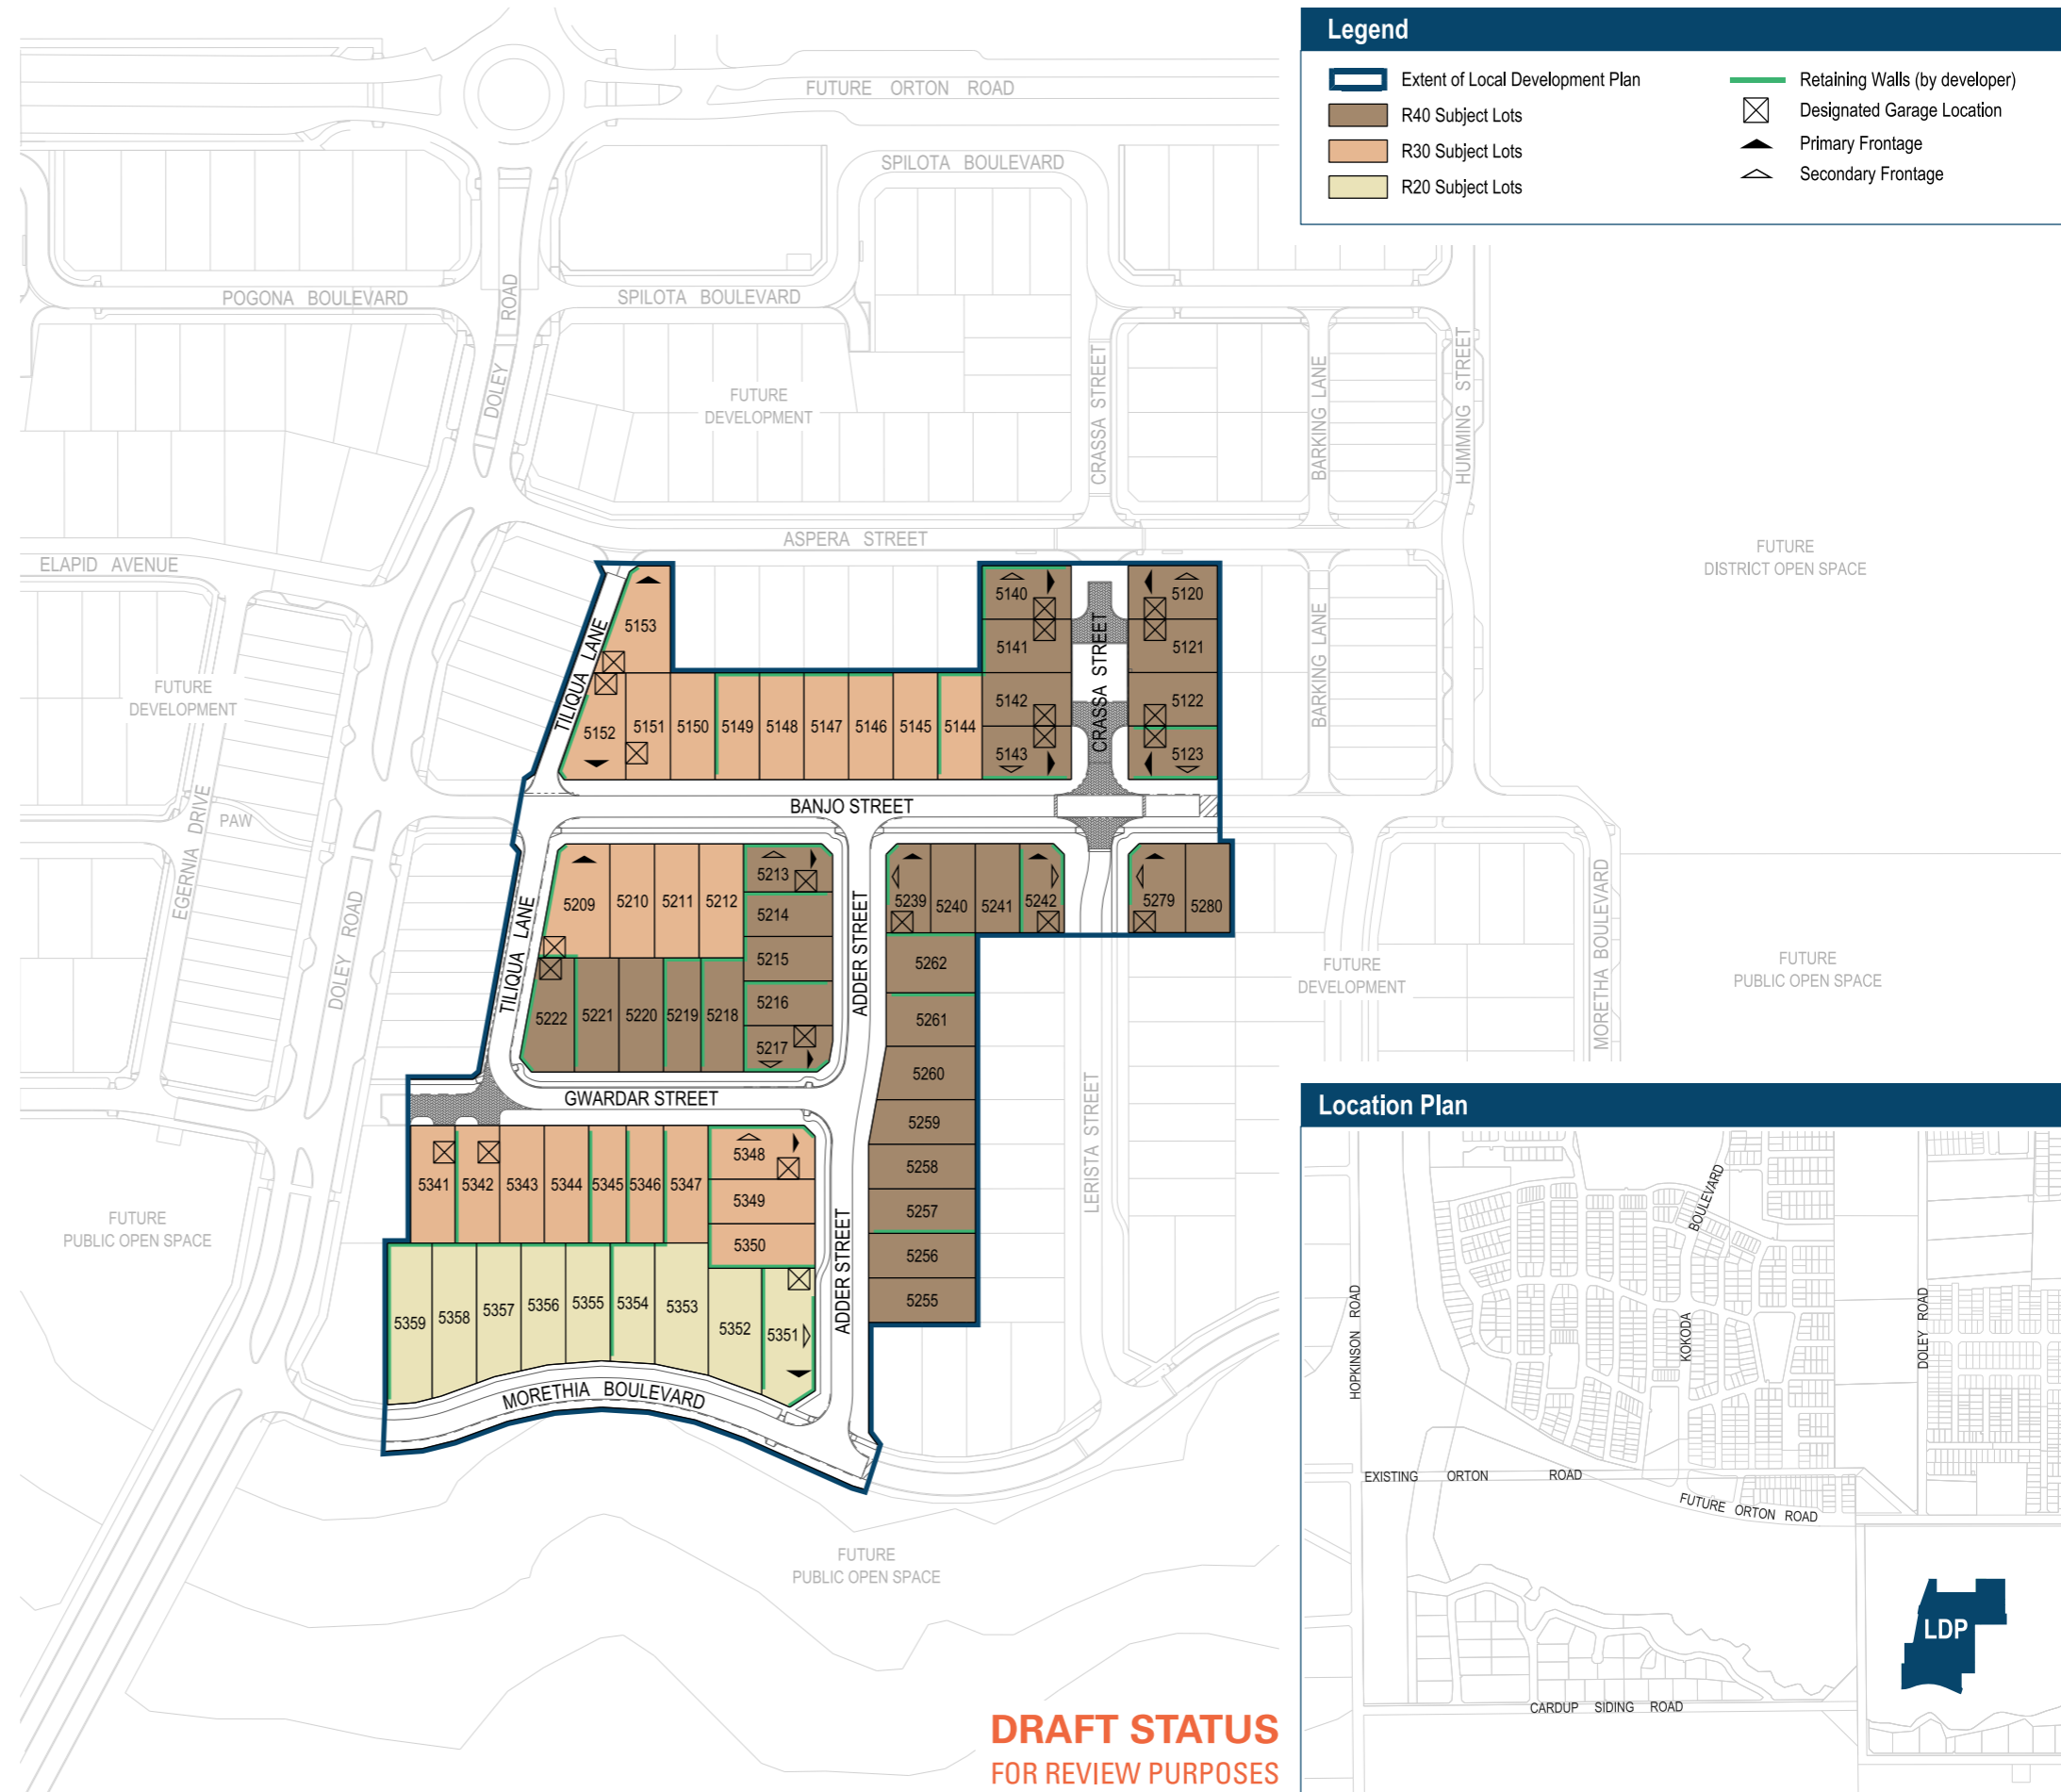 Legend
Extent of Local Development Plan
R40 Subject Lots
R30 Subject Lots
R20 Subject Lots
Retaining Walls (by developer)
Designated Garage Location
Primary Frontage
Secondary Frontage
FUTURE ORTON ROAD
SPILOTA BOULEVARD
POGONA BOULEVARD
DOLEY ROAD
SPILOTA BOULEVARD
FUTURE
DEVELOPMENT
CRASSA STREET
BARKING LANE
HUMMING STREET
ASPERA STREET
ELAPID AVENUE
FUTURE
DISTRICT OPEN SPACE
5140
5120
TILIQUA LANE
5153
5141
CRASSA STREET
5121
BARKING LANE
FUTURE
DEVELOPMENT
5152
5151
5150
5149
5148
5147
5146
5145
5144
5142
5122
5143
5123
BANJO STREET
EGERNIA DRIVE
PAW
DOLEY ROAD
TILIQUA LANE
5209
5210
5211
5212
5213
5214
5215
5216
5217
5222
5221
5220
5219
5218
ADDER STREET
5239
5240
5241
5242
5279
5280
MORETHA BOULEVARD
FUTURE
DEVELOPMENT
FUTURE
PUBLIC OPEN SPACE
5262
5261
5260
5259
5258
5257
5256
5255
LERISTA STREET
GWARDAR STREET
5341
5342
5343
5344
5345
5346
5347
5348
5349
5350
FUTURE
PUBLIC OPEN SPACE
5359
5358
5357
5356
5355
5354
5353
5352
5351
ADDER STREET
MORETHIA BOULEVARD
FUTURE
PUBLIC OPEN SPACE
DRAFT STATUS
FOR REVIEW PURPOSES
Location Plan
BOULEVARD
KOKODA
HOPKINSON ROAD
DOLEY ROAD
EXISTING ORTON ROAD
FUTURE ORTON ROAD
LDP
CARDUP SIDING ROAD